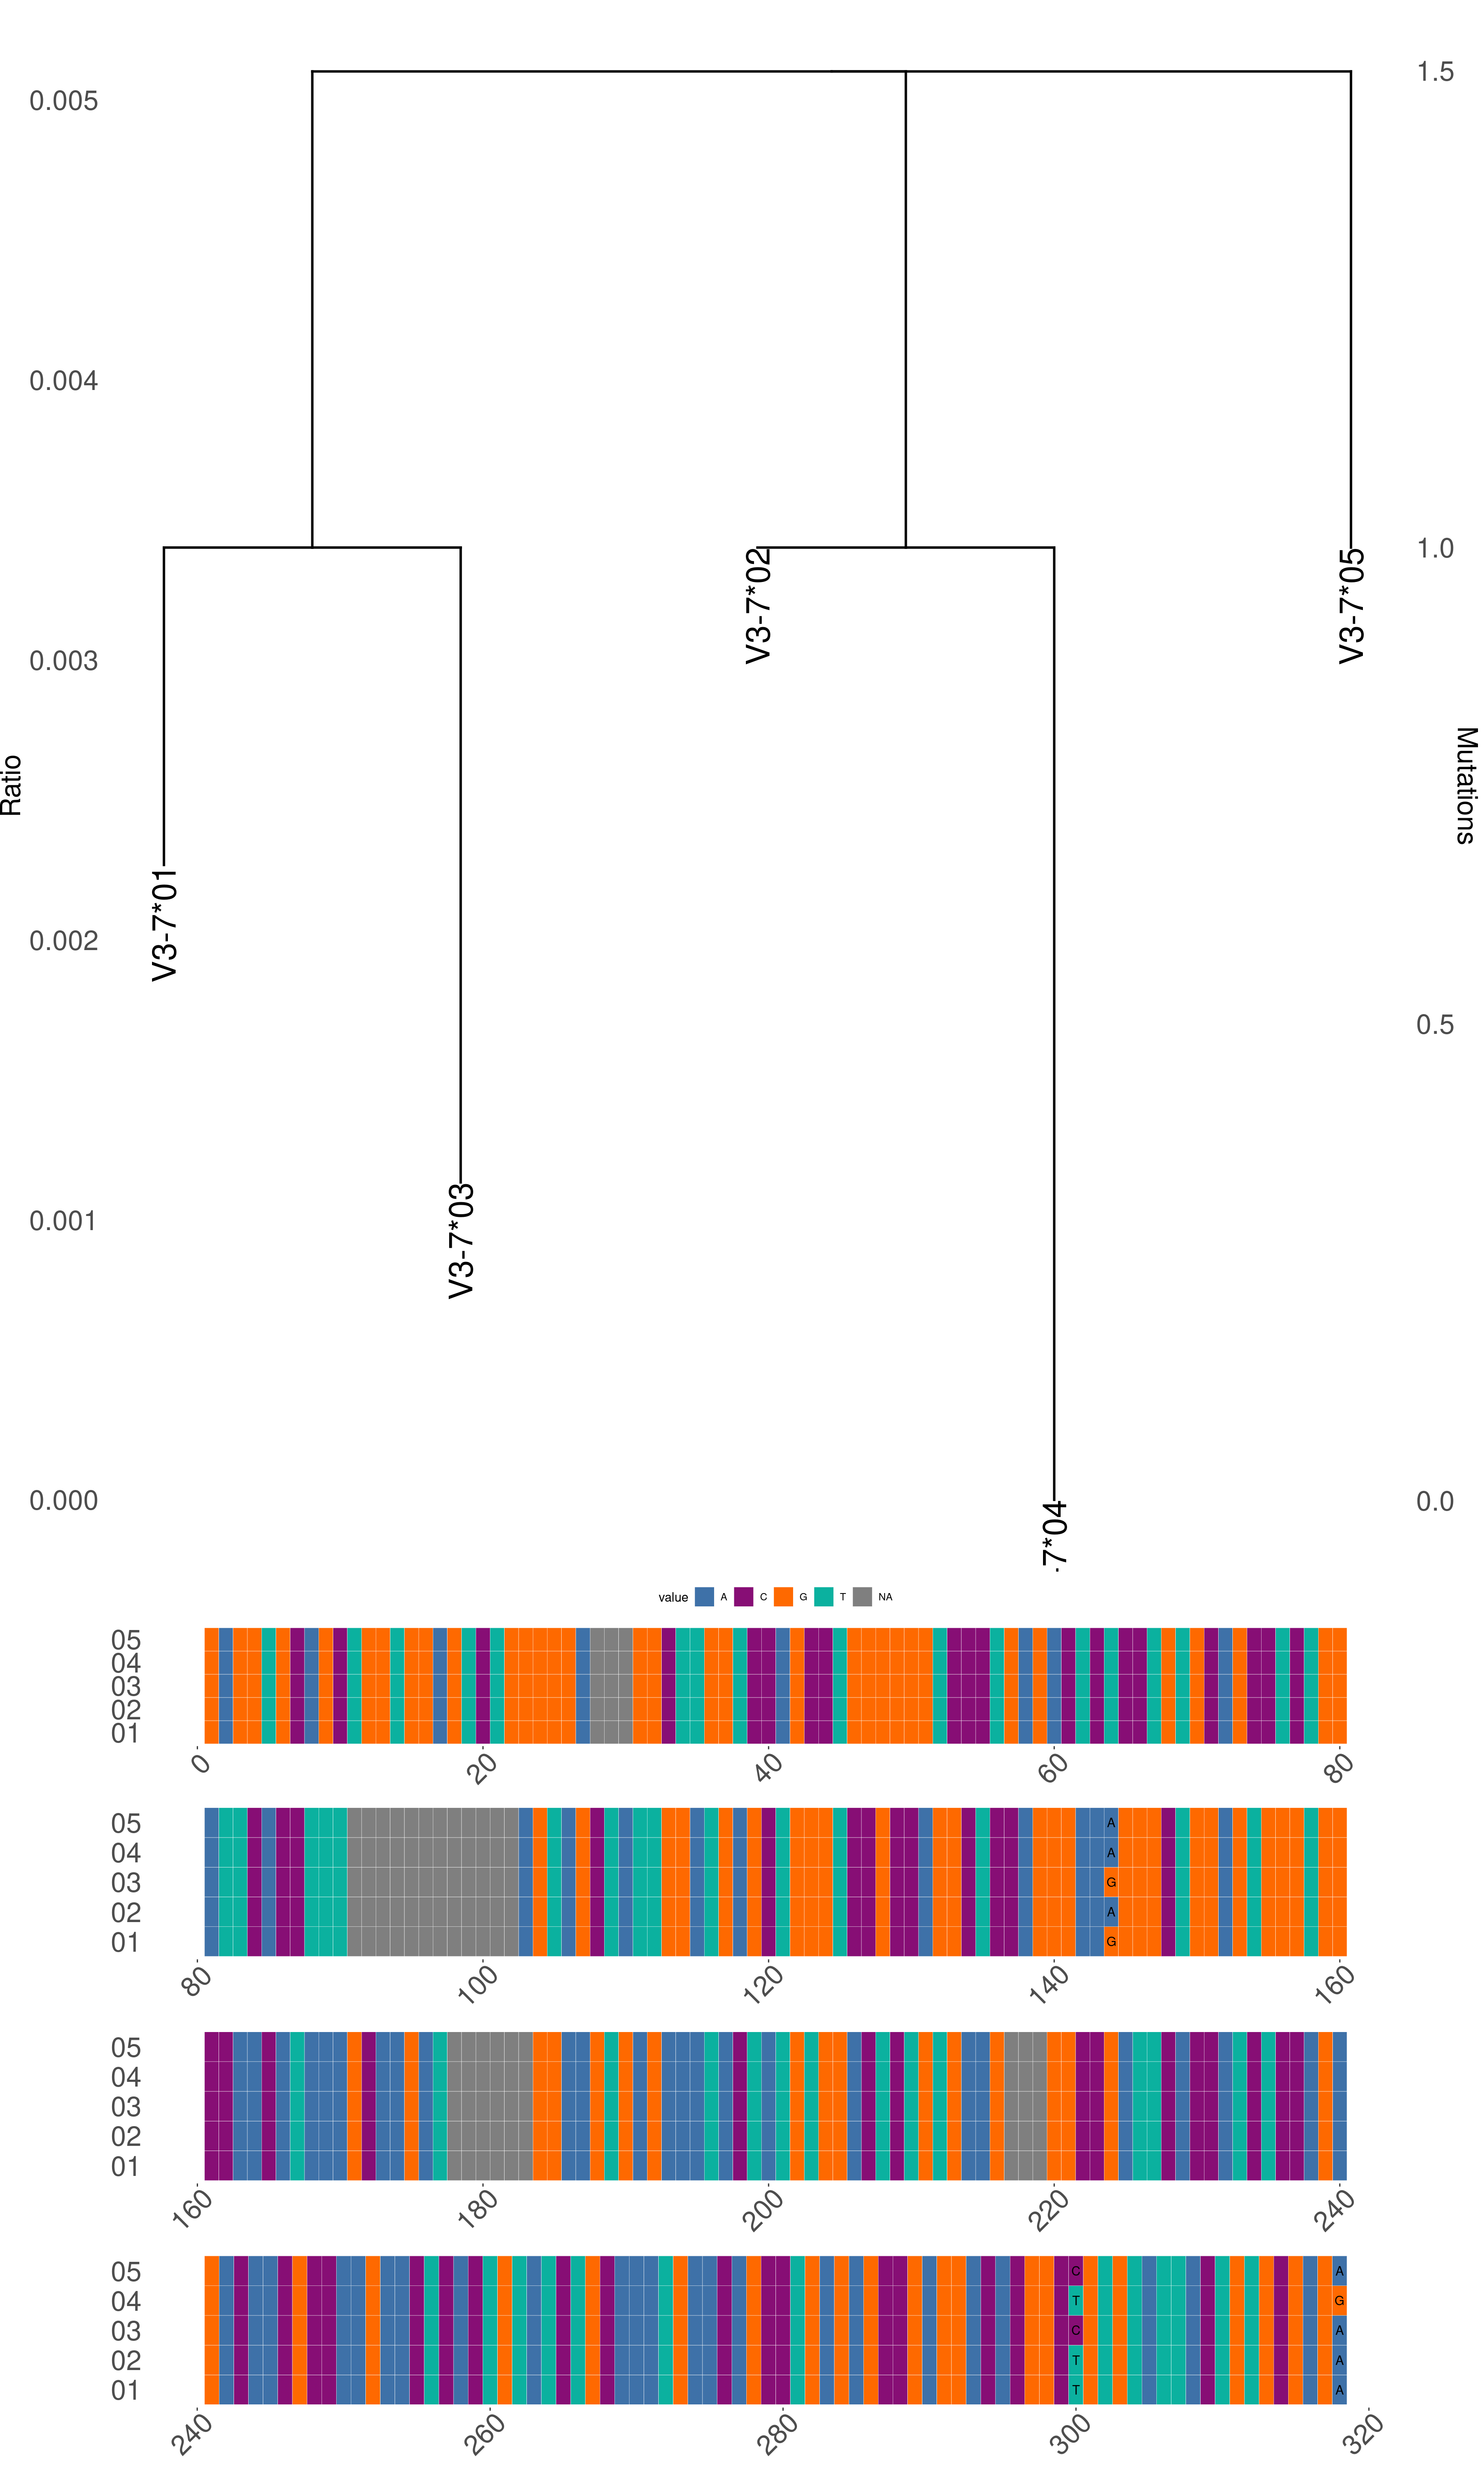 1.5
0.005
0.004
V3-7*02
V3-7*05
1.0
0.003
Ratio
Mutations
V3-7*01
0.002
0.5
V3-7*03
0.001
0.000
0.0
-7*04
value A C G T NA
05
04
03
02
01
0 20 40 60 80
05 A
04 A
03 G
02 A
01 G
80 100 120 140 160
05
04
03
02
01
160 180 200 220 240
05 C A
04 T G
03 C A
02 T A
01 T A
240 260 280 300 320